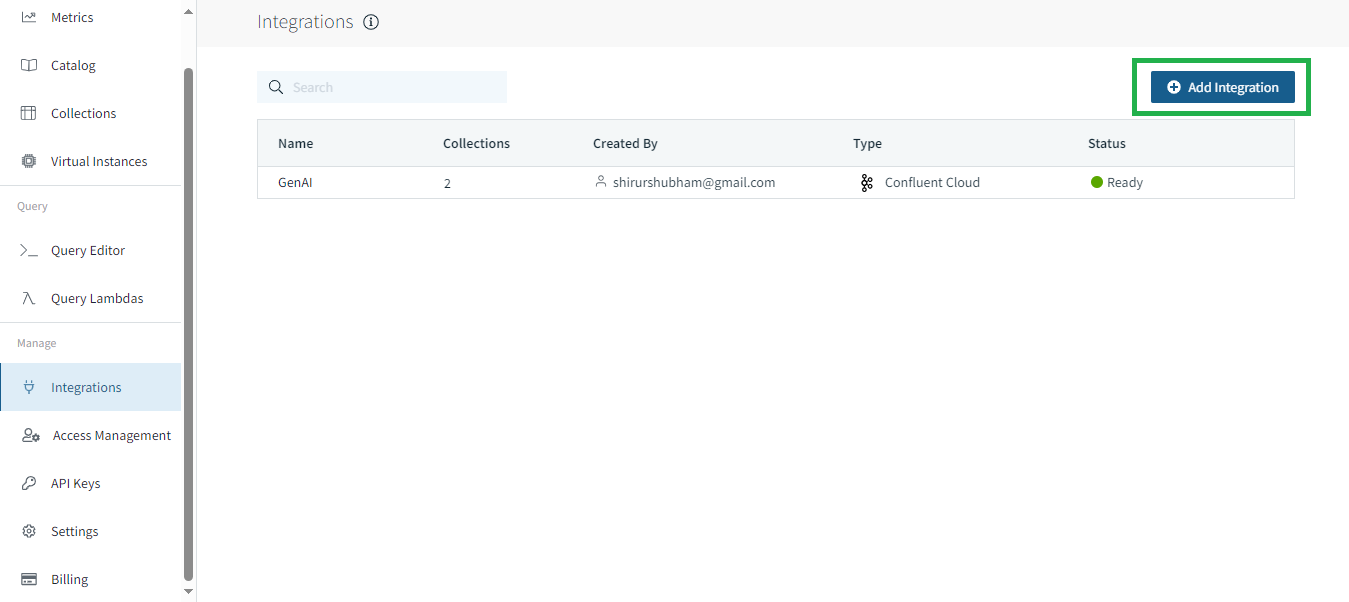 Metrics
Catalog
Collections
Virtual Instances
Query
Query Editor
Query Lambdas
Manage
Integrations
Access Management
API Keys
Settings
Billing
Integrations
Search
Add Integration
Name Collections Created By Type Status
GenAI 2 shirurshubham@gmail.com Confluent Cloud Ready